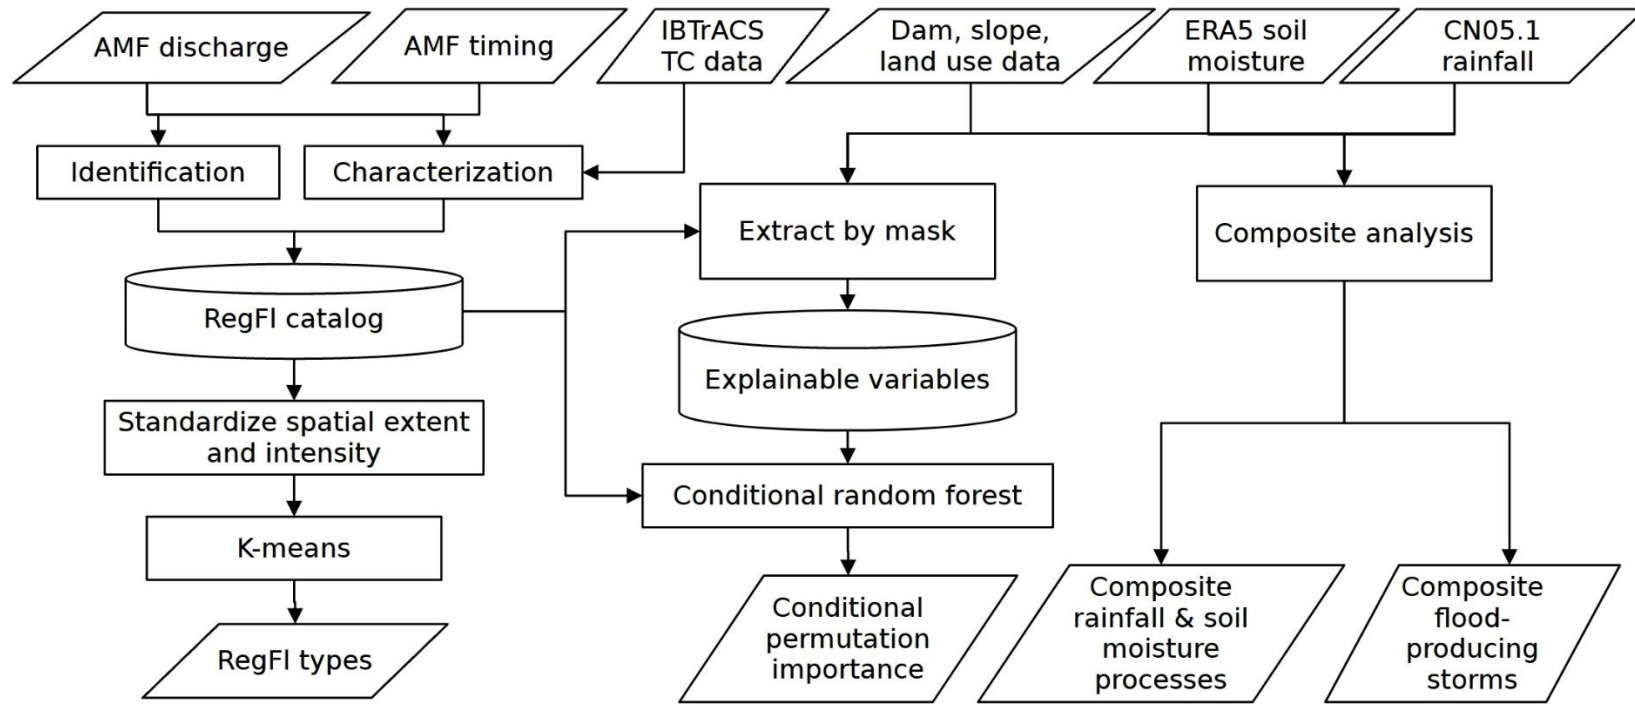 AMF discharge
AMF timing
IBTrACS
TC data
Dam, slope,
land use data
ERA5 soil
moisture
CN05.1
rainfall
Identification
Characterization
Extract by mask
Composite analysis
RegFl catalog
Explainable variables
Standardize spatial extent
and intensity
Conditional random forest
K-means
RegFl types
Conditional
permutation
importance
Composite
rainfall & soil
moisture
processes
Composite
flood-
producing
storms